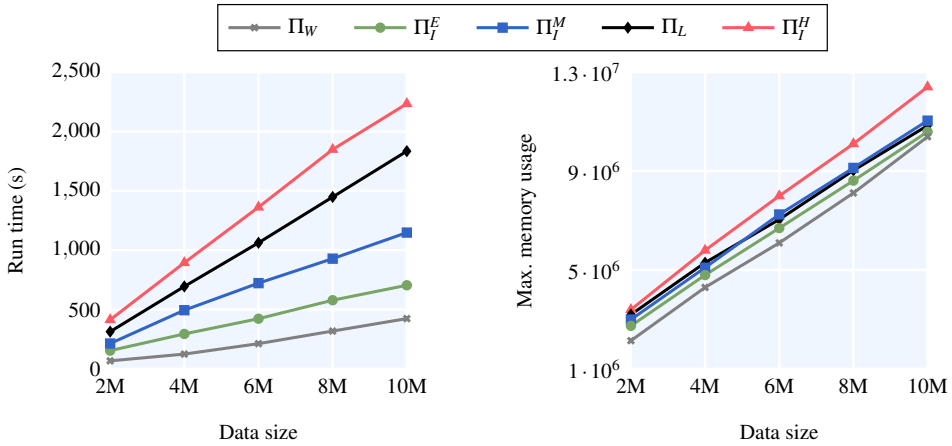 Π_W Π_I^E Π_I^M Π_L Π_I^H
2,500
2,000
1,500
1,000
500
0
2M 4M 6M 8M 10M
Data size
Run time (s)
1.3 · 10^7
9 · 10^6
5 · 10^6
1 · 10^6
2M 4M 6M 8M 10M
Data size
Max. memory usage